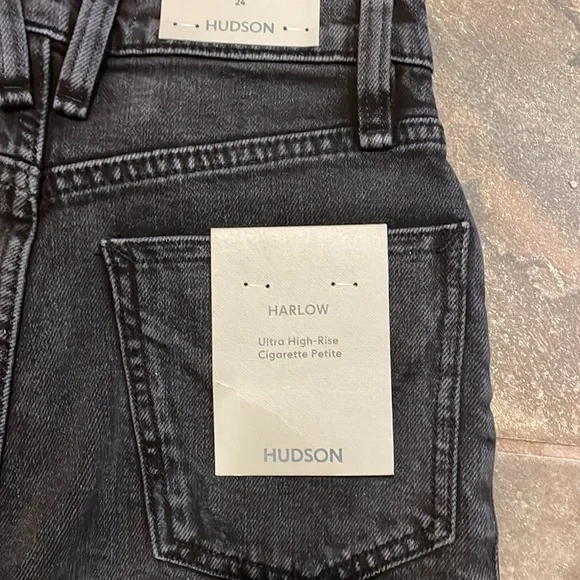 24
HUDSON
HARLOW
Ultra High-Rise
Cigarette Petite
HUDSON